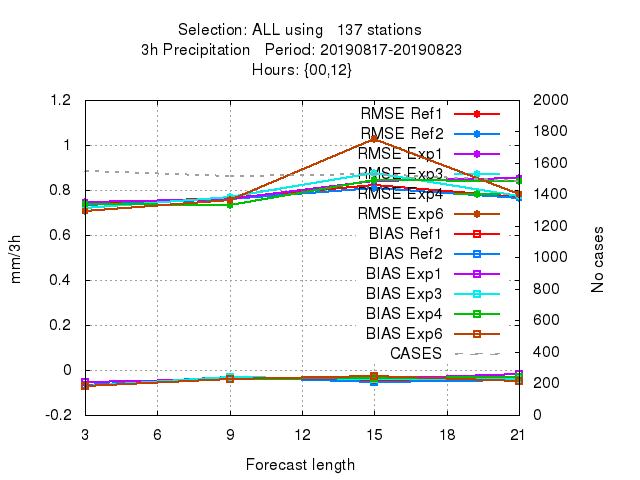 Selection: ALL using   137 stations
3h Precipitation   Period: 20190817-20190823
Hours: {00,12}
1.2
1
0.8
0.6
0.4
0.2
0
-0.2
mm/3h
2000
1800
1600
1400
1200
1000
800
600
400
200
0
No cases
RMSE Ref1
RMSE Ref2
RMSE Exp1
RMSE Exp3
RMSE Exp4
RMSE Exp6
BIAS Ref1
BIAS Ref2
BIAS Exp1
BIAS Exp3
BIAS Exp4
BIAS Exp6
CASES
3 6 9 12 15 18 21
Forecast length